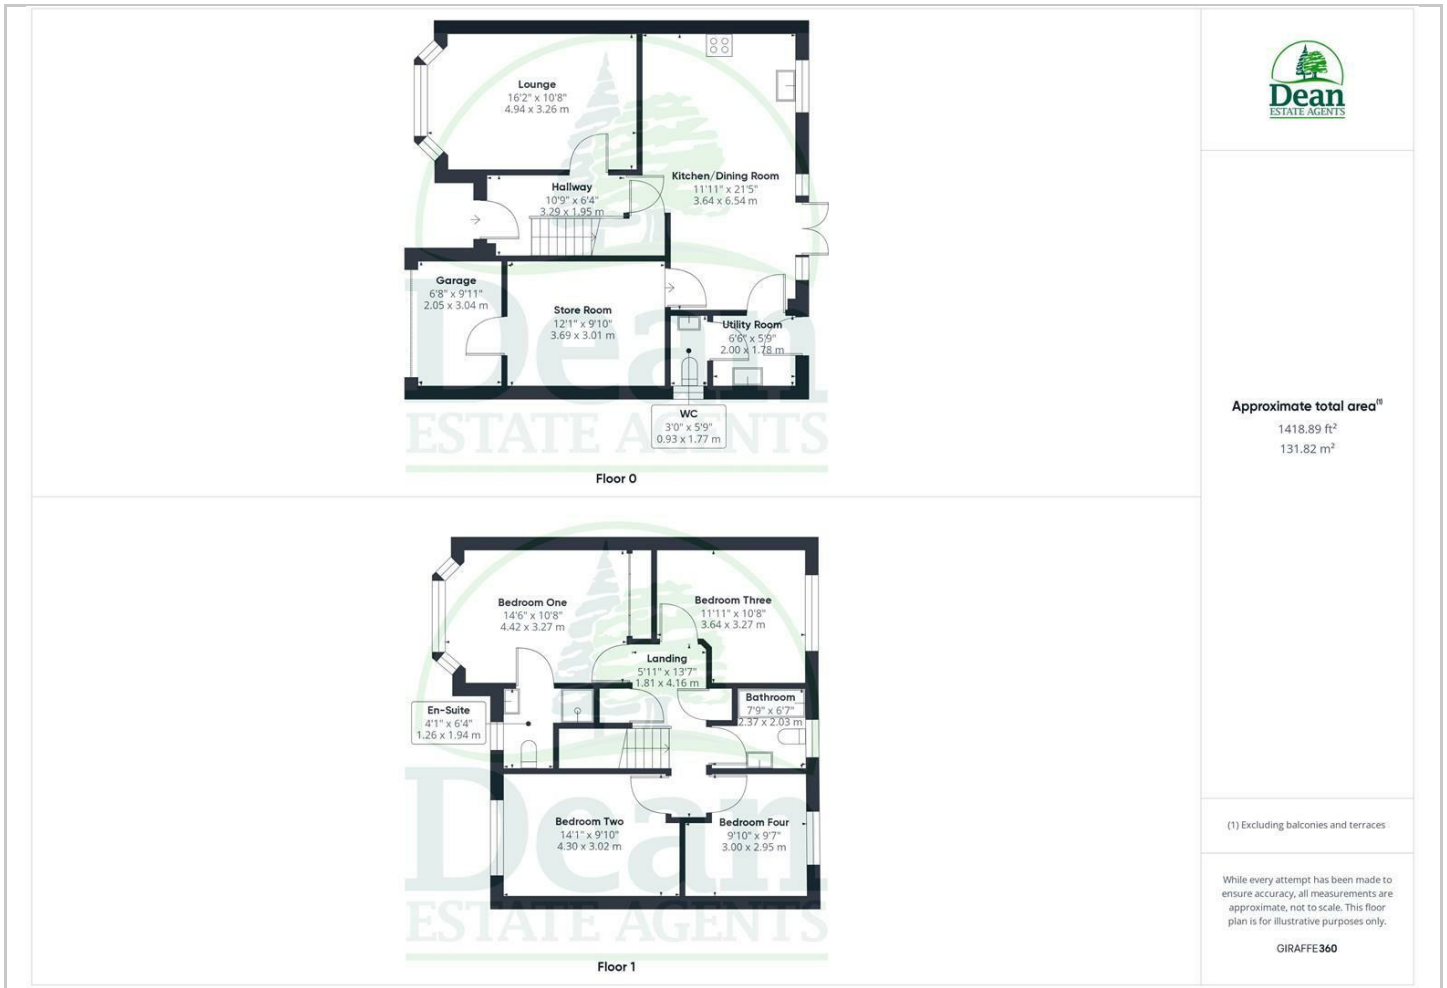 Lounge
16'2" x 10'8"
4.94 x 3.26 m
Kitchen/Dining Room
11'11" x 21'5"
3.64 x 6.54 m
Hallway
10'9" x 6'4"
3.29 x 1.95 m
Garage
6'8" x 9'11"
2.05 x 3.04 m
Store Room
12'1" x 9'10"
3.69 x 3.01 m
Utility Room
6'6" x 5'9"
2.00 x 1.78 m
WC
3'0" x 5'9"
0.93 x 1.77 m
Dean
ESTATE AGENTS
Floor 0
Bedroom One
14'6" x 10'8"
4.42 x 3.27 m
Bedroom Three
11'11" x 10'8"
3.64 x 3.27 m
Landing
5'11" x 13'7"
1.81 x 4.16 m
En-Suite
4'1" x 6'4"
1.26 x 1.94 m
Bathroom
7'9" x 6'7"
2.37 x 2.03 m
Bedroom Two
14'1" x 9'10"
4.30 x 3.02 m
Bedroom Four
9'10" x 9'7"
3.00 x 2.95 m
Dean
ESTATE AGENTS
Floor 1
Dean
ESTATE AGENTS
Approximate total area(1)
1418.89 ft²
131.82 m²
(1) Excluding balconies and terraces
While every attempt has been made to
ensure accuracy, all measurements are
approximate, not to scale. This floor
plan is for illustrative purposes only.
GIRAFFE360